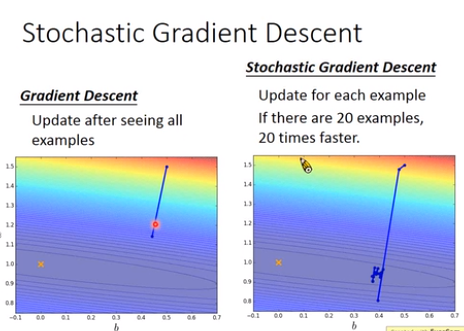 Stochastic Gradient Descent
Gradient Descent
Update after seeing all
examples
Stochastic Gradient Descent
Update for each example
If there are 20 examples,
20 times faster.
1.5
1.4
1.3
1.2
1.1
1.0
0.9
0.8
−0.1 0.0 0.1 0.2 0.3 0.4 0.5 0.6 0.7
b
1.5
1.4
1.3
1.2
1.1
1.0
0.9
0.8
−0.1 0.0 0.1 0.2 0.3 0.4 0.5 0.6 0.7
b